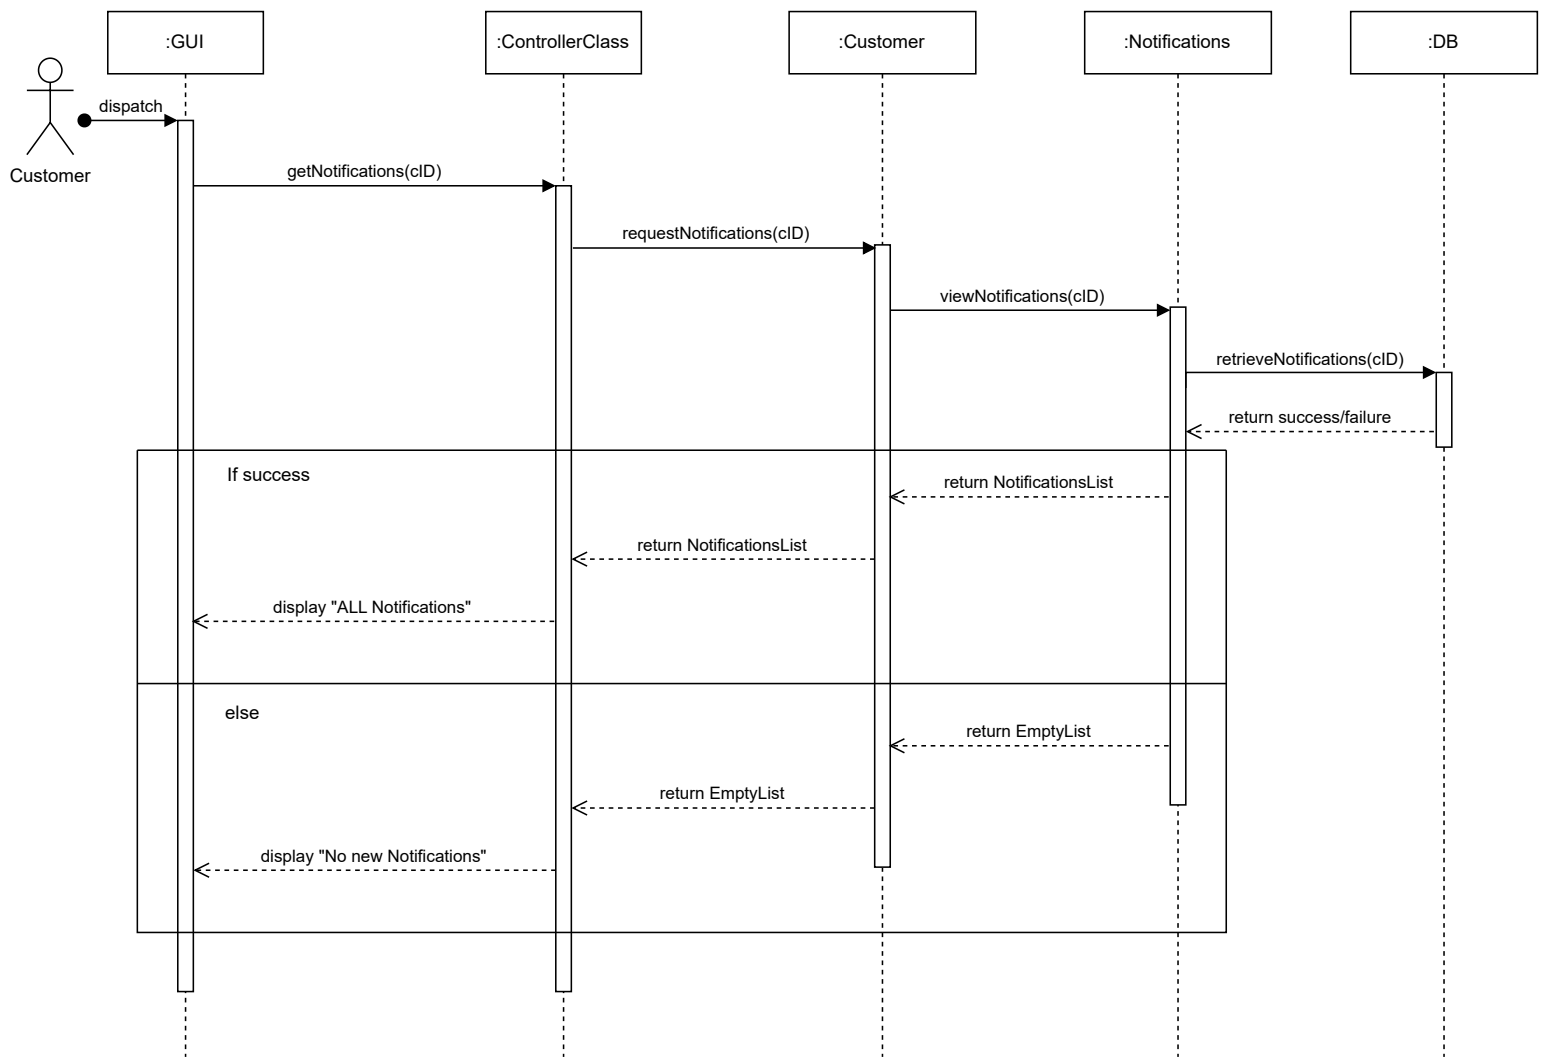 :GUI
:ControllerClass
:Customer
:Notifications
:DB
dispatch
Customer
getNotifications(cID)
requestNotifications(cID)
viewNotifications(cID)
retrieveNotifications(cID)
return success/failure
If success
return NotificationsList
return NotificationsList
display "ALL Notifications"
else
return EmptyList
return EmptyList
display "No new Notifications"